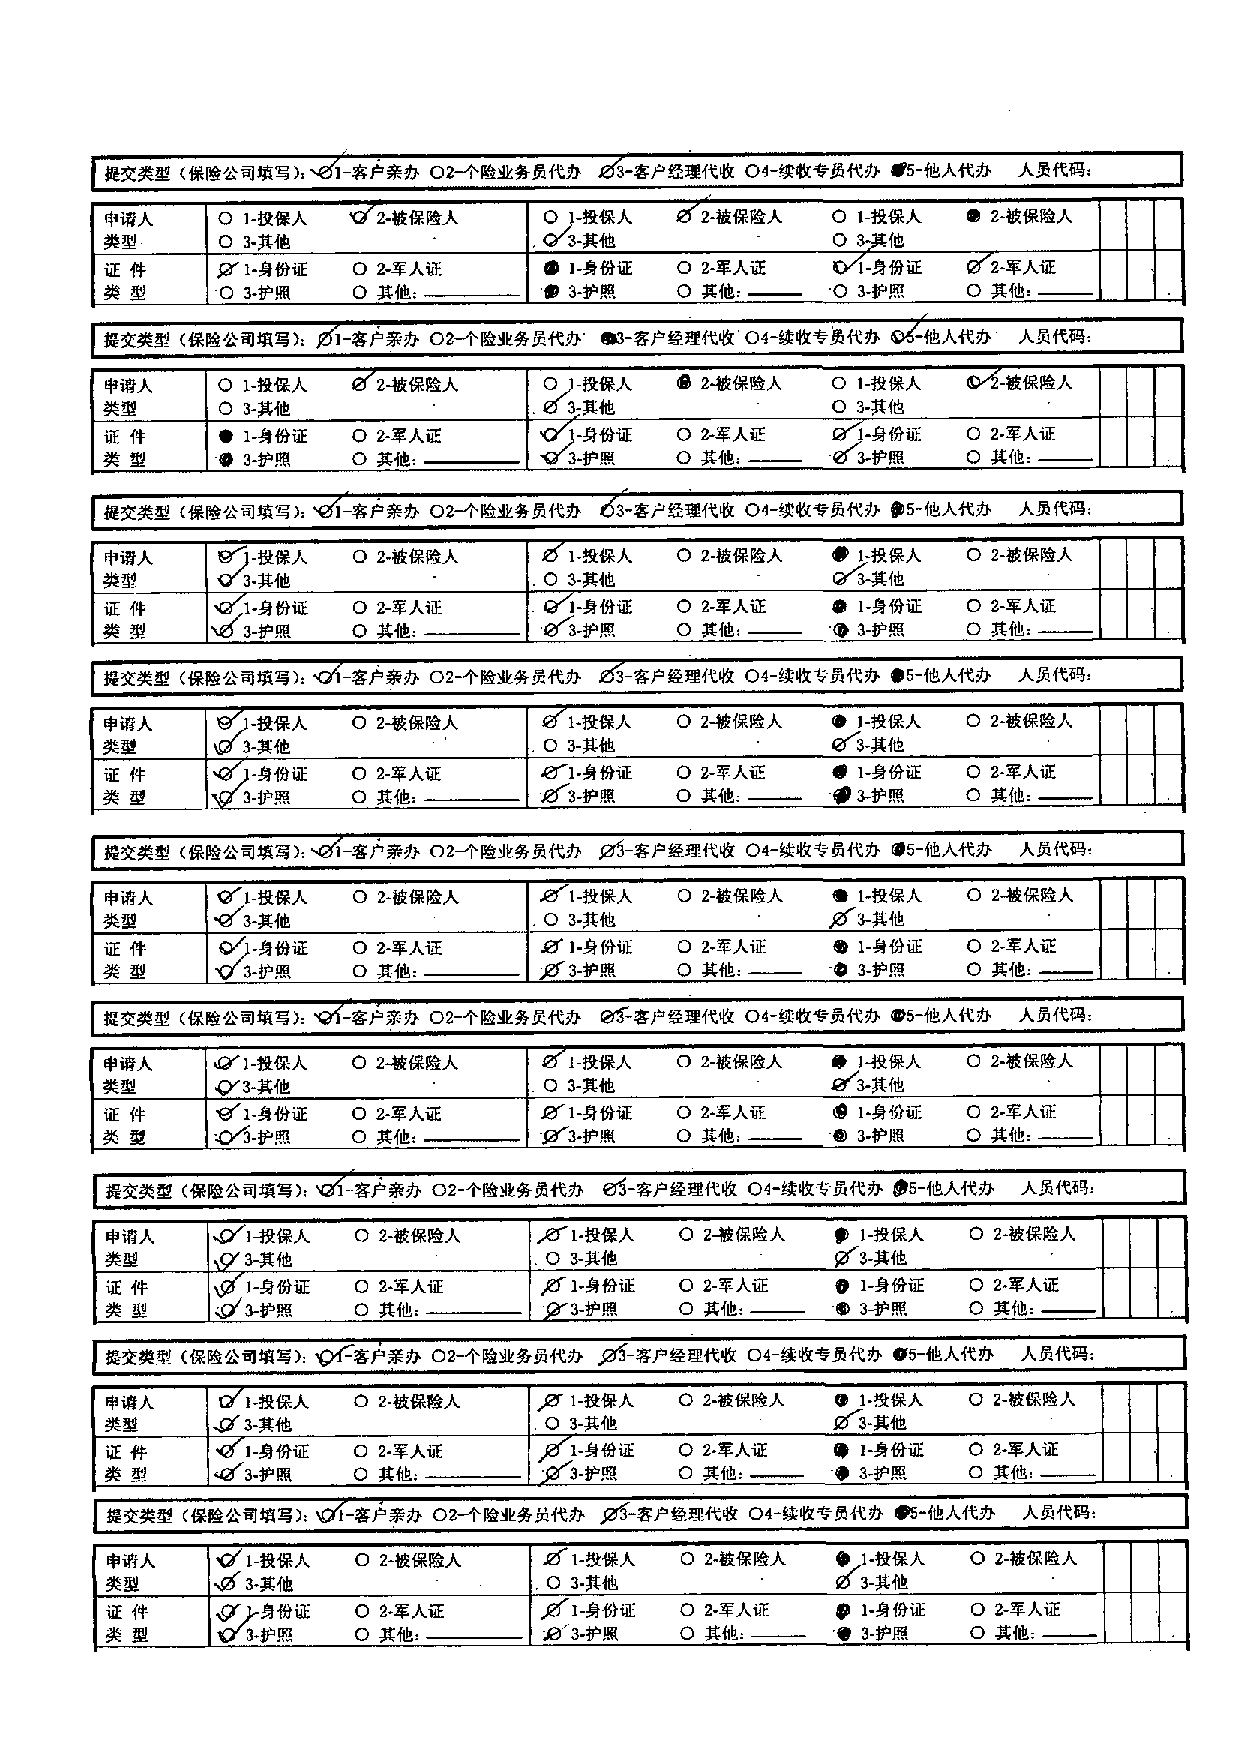 提交类型(保险公司填写): 1-客户亲办 O2-个险业务员代办 3-客户经理代收 O4-续收专员代办 5-他人代办 人员代码:
申请人 O 1-投保人 2-被保险人 O 1-投保人 2-被保险人 O 1-投保人 2-被保险人
类型 O 3-其他 3-其他 O 3-其他
证 件 1-身份证 O 2-军人证 1-身份证 O 2-军人证 1-身份证 2-军人证
类 型 O 3-护照 O 其他: 3-护照 O 其他: O 3-护照 O 其他:
提交类型(保险公司填写): 1-客户亲办 O2-个险业务员代办 3-客户经理代收 O4-续收专员代办 5-他人代办 人员代码:
申请人 O 1-投保人 2-被保险人 O 1-投保人 2-被保险人 O 1-投保人 2-被保险人
类型 O 3-其他 3-其他 O 3-其他
证 件 1-身份证 O 2-军人证 1-身份证 O 2-军人证 1-身份证 O 2-军人证
类 型 3-护照 O 其他: 3-护照 O 其他: 3-护照 O 其他:
提交类型(保险公司填写): 1-客户亲办 O2-个险业务员代办 3-客户经理代收 O4-续收专员代办 5-他人代办 人员代码:
申请人 1-投保人 O 2-被保险人 1-投保人 O 2-被保险人 1-投保人 O 2-被保险人
类型 3-其他 O 3-其他 3-其他
证 件 1-身份证 O 2-军人证 1-身份证 O 2-军人证 1-身份证 O 2-军人证
类 型 3-护照 O 其他: 3-护照 O 其他: 3-护照 O 其他:
提交类型(保险公司填写): 1-客户亲办 O2-个险业务员代办 3-客户经理代收 O4-续收专员代办 5-他人代办 人员代码:
申请人 1-投保人 O 2-被保险人 1-投保人 O 2-被保险人 1-投保人 O 2-被保险人
类型 3-其他 O 3-其他 3-其他
证 件 1-身份证 O 2-军人证 1-身份证 O 2-军人证 1-身份证 O 2-军人证
类 型 3-护照 O 其他: 3-护照 O 其他: 3-护照 O 其他:
提交类型(保险公司填写): 1-客户亲办 O2-个险业务员代办 3-客户经理代收 O4-续收专员代办 5-他人代办 人员代码:
申请人 1-投保人 O 2-被保险人 1-投保人 O 2-被保险人 1-投保人 O 2-被保险人
类型 3-其他 O 3-其他 3-其他
证 件 1-身份证 O 2-军人证 1-身份证 O 2-军人证 1-身份证 O 2-军人证
类 型 3-护照 O 其他: 3-护照 O 其他: 3-护照 O 其他:
提交类型(保险公司填写): 1-客户亲办 O2-个险业务员代办 3-客户经理代收 O4-续收专员代办 5-他人代办 人员代码:
申请人 1-投保人 O 2-被保险人 1-投保人 O 2-被保险人 1-投保人 O 2-被保险人
类型 3-其他 O 3-其他 3-其他
证 件 1-身份证 O 2-军人证 1-身份证 O 2-军人证 1-身份证 O 2-军人证
类 型 3-护照 O 其他: 3-护照 O 其他: 3-护照 O 其他:
提交类型(保险公司填写): 1-客户亲办 O2-个险业务员代办 3-客户经理代收 O4-续收专员代办 5-他人代办 人员代码:
申请人 1-投保人 O 2-被保险人 1-投保人 O 2-被保险人 1-投保人 O 2-被保险人
类型 3-其他 O 3-其他 3-其他
证 件 1-身份证 O 2-军人证 1-身份证 O 2-军人证 1-身份证 O 2-军人证
类 型 3-护照 O 其他: 3-护照 O 其他: 3-护照 O 其他:
提交类型(保险公司填写): 1-客户亲办 O2-个险业务员代办 3-客户经理代收 O4-续收专员代办 5-他人代办 人员代码:
申请人 1-投保人 O 2-被保险人 1-投保人 O 2-被保险人 1-投保人 O 2-被保险人
类型 3-其他 O 3-其他 3-其他
证 件 1-身份证 O 2-军人证 1-身份证 O 2-军人证 1-身份证 O 2-军人证
类 型 3-护照 O 其他: 3-护照 O 其他: 3-护照 O 其他:
提交类型(保险公司填写): 1-客户亲办 O2-个险业务员代办 3-客户经理代收 O4-续收专员代办 5-他人代办 人员代码:
申请人 1-投保人 O 2-被保险人 1-投保人 O 2-被保险人 1-投保人 O 2-被保险人
类型 3-其他 O 3-其他 3-其他
证 件 1-身份证 O 2-军人证 1-身份证 O 2-军人证 1-身份证 O 2-军人证
类 型 3-护照 O 其他: 3-护照 O 其他: 3-护照 O 其他: